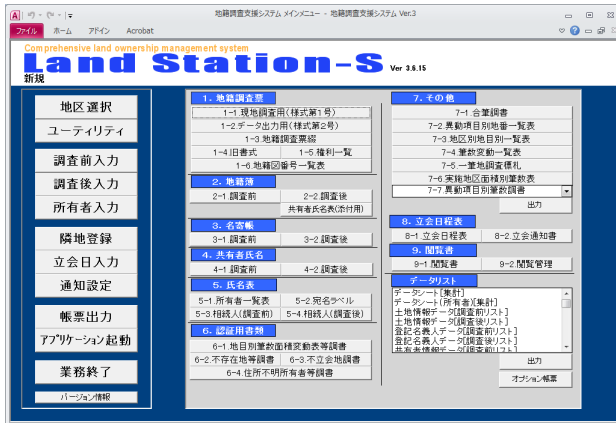 地籍調査支援システム メインメニュー - 地籍調査支援システム Ver.3
ファイル ホーム アドイン Acrobat
Comprehensive land ownership management system
Land Station-S Ver 3.6.15
新規
地区選択
ユーティリティ
調査前入力
調査後入力
所有者入力
隣地登録
立会日入力
通知設定
帳票出力
アプリケーション起動
業務終了
バージョン情報
1. 地籍調査票
1-1.現地調査用(様式第1号)
1-2.データ出力用(様式第2号)
1-3.地籍調査票綴
1-4.旧書式 1-5.権利一覧
1-6.地籍図番号一覧表
2. 地籍簿
2-1.調査前 2-2.調査後
共有者氏名表(添付用)
3. 名寄帳
3-1.調査前 3-2.調査後
4. 共有者氏名
4-1.調査前 4-2.調査後
5. 氏名表
5-1.所有者一覧表 5-2.宛名ラベル
5-3.相続人(調査前) 5-4.相続人(調査後)
6. 認証用書類
6-1.地目別筆数面積変動表等調書
6-2.不存在地等調書 6-3.不立会地調書
6-4.住所不明所有者等調書
7. その他
7-1.合筆調書
7-2.異動項目別地番一覧表
7-3.地区別地目別一覧表
7-4.筆数変動一覧表
7-5.一筆地調査標札
7-6.実施地区面積別筆数表
7-7.異動項目別筆数調書
出力
8. 立会日程表
8-1.立会日程表 8-2.立会通知書
9. 閲覧書
9-1.閲覧書 9-2.閲覧管理
データリスト
データシート[集計]
データシート(所有者)[集計]
土地情報データ[調査前リスト]
土地情報データ[調査後リスト]
登記名義人データ[調査前リスト]
登記名義人データ[調査後リスト]
共有者情報データ[調査前リスト]
出力
オプション帳票